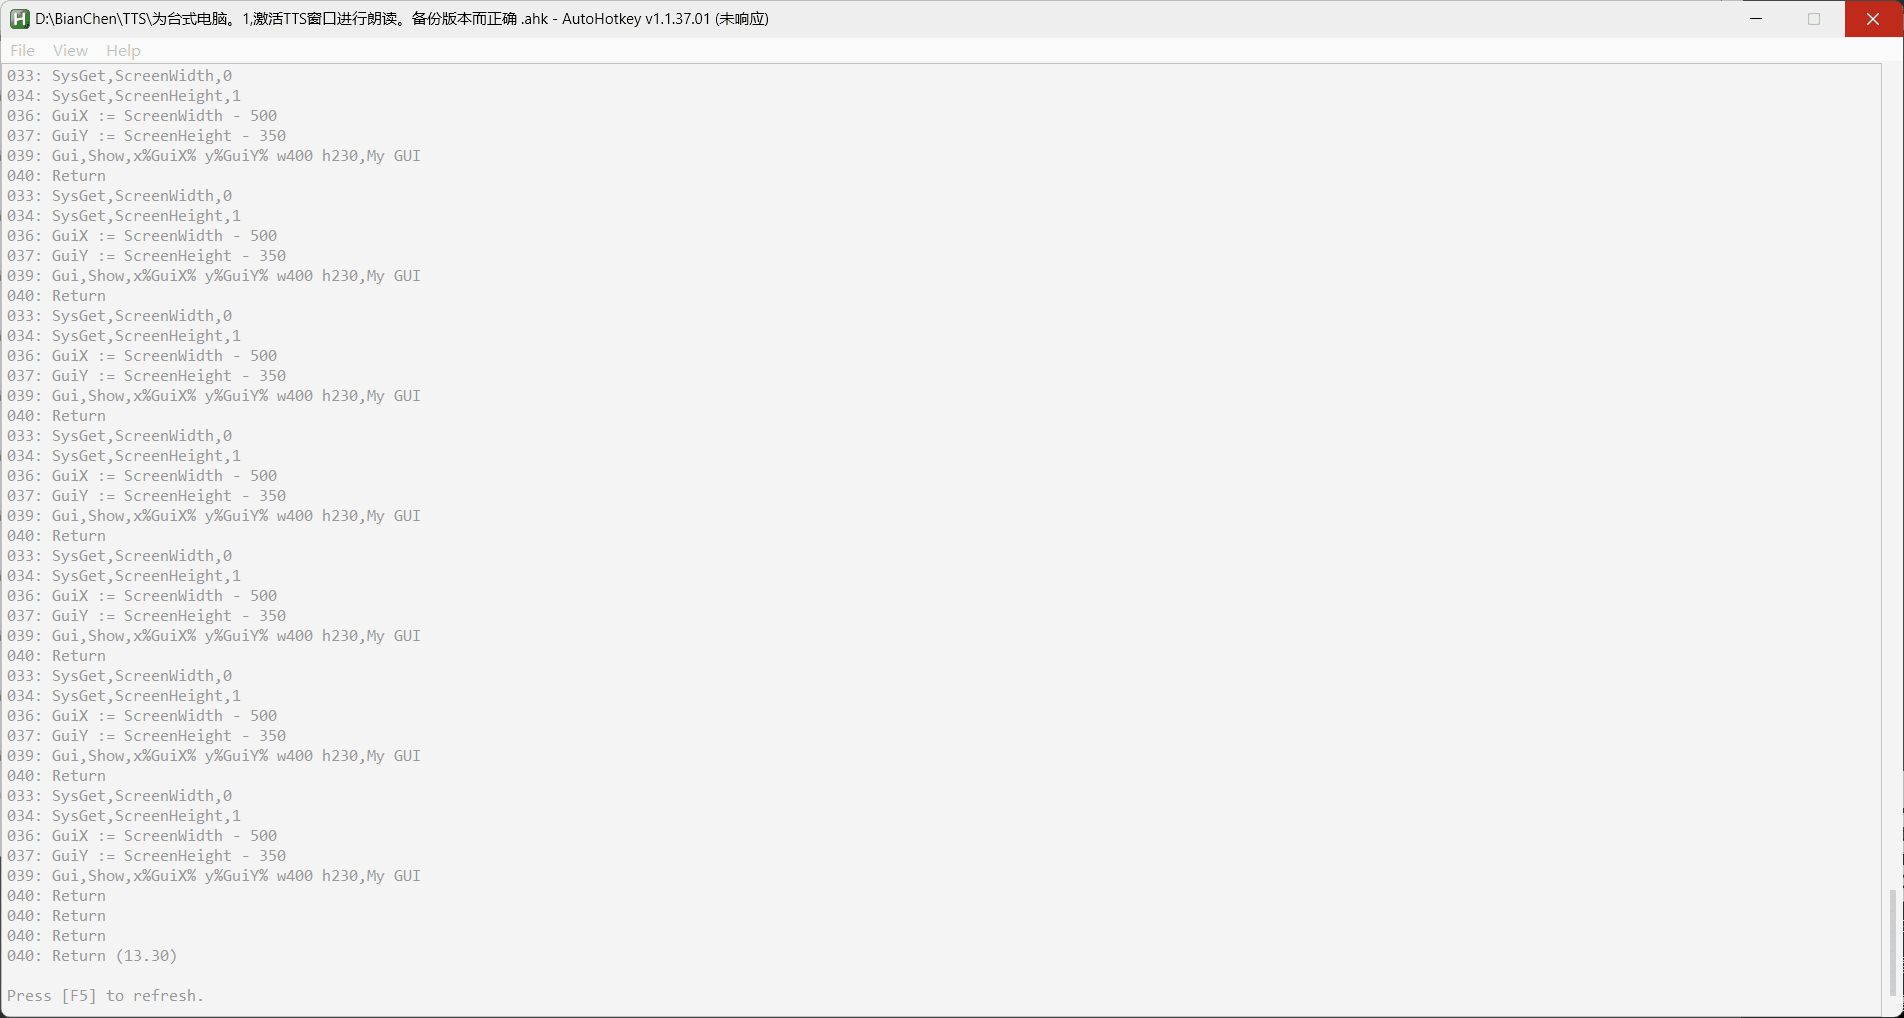 D:\BianChen\TTS\为台式电脑。1,激活TTS窗口进行朗读。备份版本而正确 .ahk - AutoHotkey v1.1.37.01 (未响应)
File View Help
033: SysGet,ScreenWidth,0
034: SysGet,ScreenHeight,1
036: GuiX := ScreenWidth - 500
037: GuiY := ScreenHeight - 350
039: Gui,Show,x%GuiX% y%GuiY% w400 h230,My GUI
040: Return
033: SysGet,ScreenWidth,0
034: SysGet,ScreenHeight,1
036: GuiX := ScreenWidth - 500
037: GuiY := ScreenHeight - 350
039: Gui,Show,x%GuiX% y%GuiY% w400 h230,My GUI
040: Return
033: SysGet,ScreenWidth,0
034: SysGet,ScreenHeight,1
036: GuiX := ScreenWidth - 500
037: GuiY := ScreenHeight - 350
039: Gui,Show,x%GuiX% y%GuiY% w400 h230,My GUI
040: Return
033: SysGet,ScreenWidth,0
034: SysGet,ScreenHeight,1
036: GuiX := ScreenWidth - 500
037: GuiY := ScreenHeight - 350
039: Gui,Show,x%GuiX% y%GuiY% w400 h230,My GUI
040: Return
033: SysGet,ScreenWidth,0
034: SysGet,ScreenHeight,1
036: GuiX := ScreenWidth - 500
037: GuiY := ScreenHeight - 350
039: Gui,Show,x%GuiX% y%GuiY% w400 h230,My GUI
040: Return
033: SysGet,ScreenWidth,0
034: SysGet,ScreenHeight,1
036: GuiX := ScreenWidth - 500
037: GuiY := ScreenHeight - 350
039: Gui,Show,x%GuiX% y%GuiY% w400 h230,My GUI
040: Return
033: SysGet,ScreenWidth,0
034: SysGet,ScreenHeight,1
036: GuiX := ScreenWidth - 500
037: GuiY := ScreenHeight - 350
039: Gui,Show,x%GuiX% y%GuiY% w400 h230,My GUI
040: Return
040: Return
040: Return
040: Return (13.30)
Press [F5] to refresh.